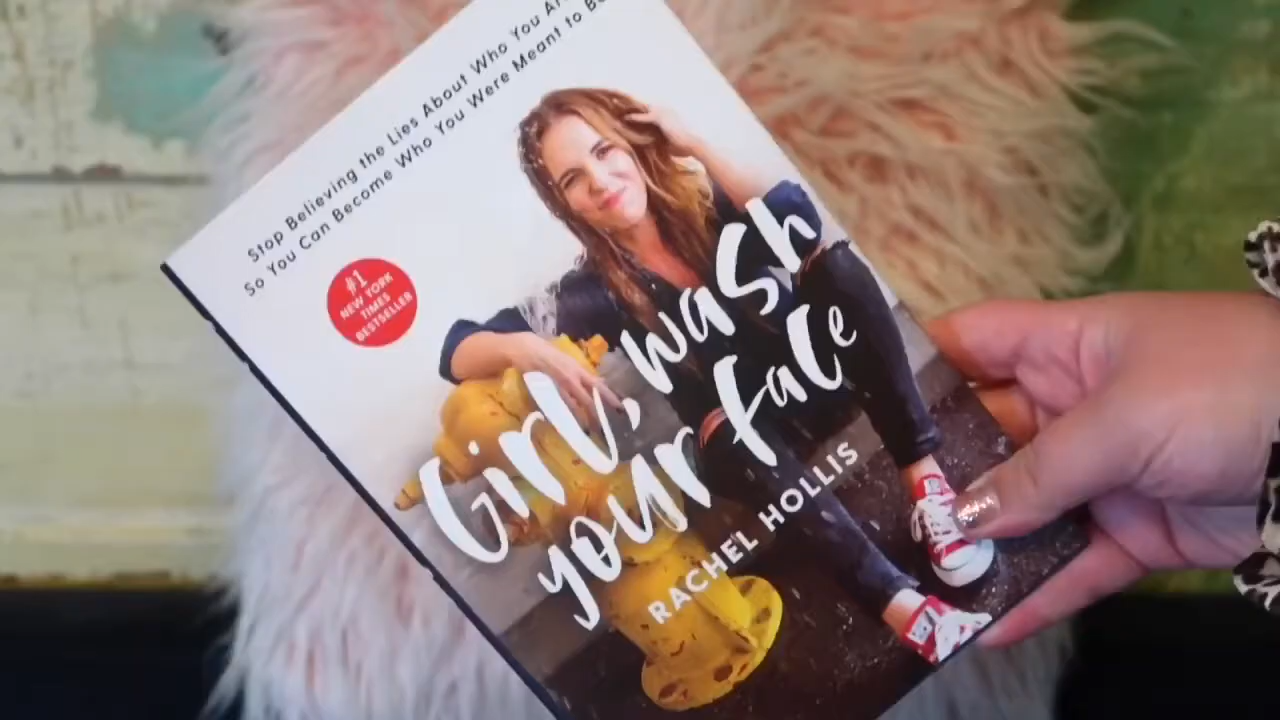 Stop Believing the Lies About Who You Are
So You Can Become Who You Were Meant to Be
#1
NEW YORK
TIMES
BESTSELLER
Girl, wash
your face
RACHEL HOLLIS